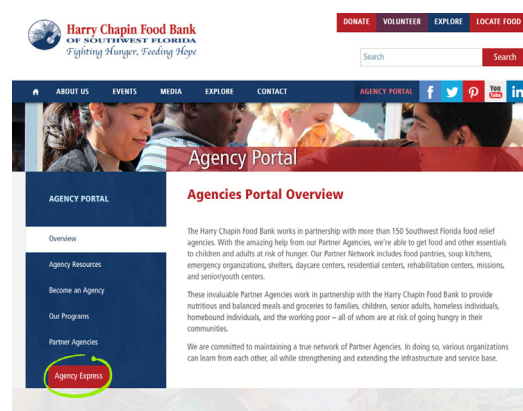 Harry Chapin Food Bank
OF SOUTHWEST FLORIDA
Fighting Hunger, Feeding Hope
DONATE VOLUNTEER EXPLORE LOCATE FOOD
Search Search
ABOUT US EVENTS MEDIA EXPLORE CONTACT AGENCY PORTAL f You Tube in
Agency Portal
AGENCY PORTAL
Overview
Agency Resources
Become an Agency
Our Programs
Partner Agencies
Agency Express
Agencies Portal Overview
The Harry Chapin Food Bank works in partnership with more than 150 Southwest Florida food relief
agencies. With the amazing help from our Partner Agencies, we're able to get food and other essentials
to children and adults at risk of hunger. Our Partner Network includes food pantries, soup kitchens,
emergency organizations, shelters, daycare centers, residential centers, rehabilitation centers, missions,
and senior/youth centers.
These invaluable Partner Agencies work in partnership with the Harry Chapin Food Bank to provide
nutritious and balanced meals and groceries to families, children, senior adults, homeless individuals,
homebound individuals, and the working poor – all of whom are at risk of going hungry in their
communities.
We are committed to maintaining a true network of Partner Agencies. In doing so, various organizations
can learn from each other, all while strengthening and extending the infrastructure and service base.